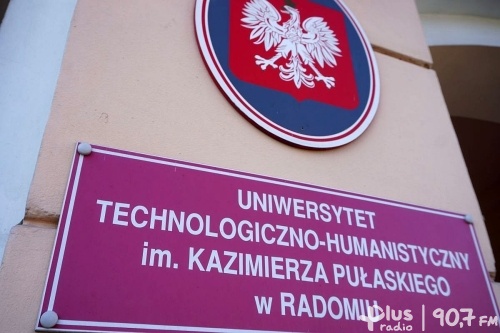 UNIWERSYTET
TECHNOLOGICZNO-HUMANISTYCZNY
im. KAZIMIERZA PUŁASKIEGO
w RADOMIU
plus radio 90,7 FM